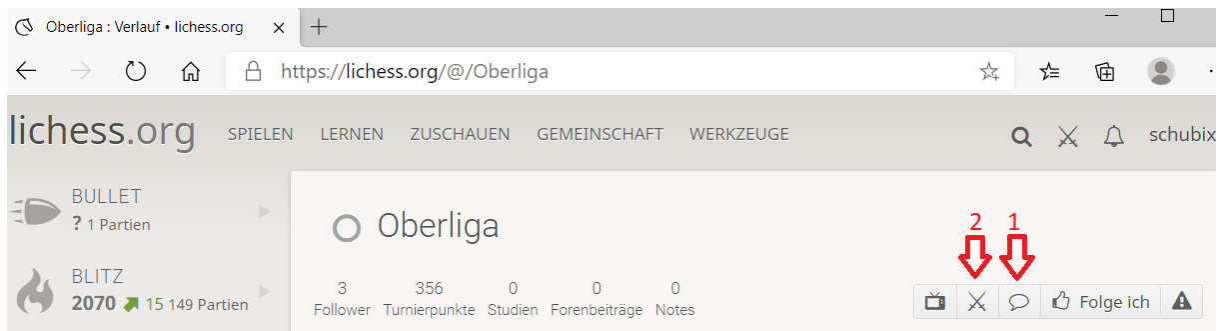 Oberliga : Verlauf • lichess.org
https://lichess.org/@/Oberliga
lichess.org SPIELEN LERNEN ZUSCHAUEN GEMEINSCHAFT WERKZEUGE schubix
BULLET
? 1 Partien
BLITZ
2070 15 149 Partien
Oberliga
3 356 0 0 0
Follower Turnierpunkte Studien Forenbeiträge Notes
2 1
Folge ich